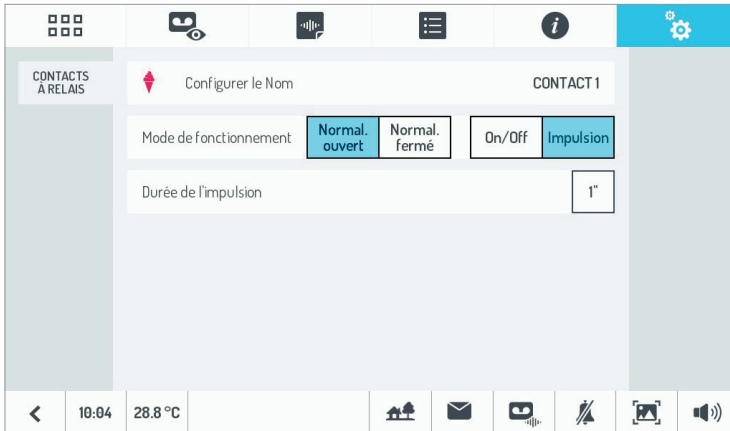 CONTACTS
À RELAIS
Configurer le Nom
CONTACT 1
Mode de fonctionnement
Normal.
ouvert
Normal.
fermé
On/Off
Impulsion
Durée de l'impulsion
1"
10:04
28.8 °C